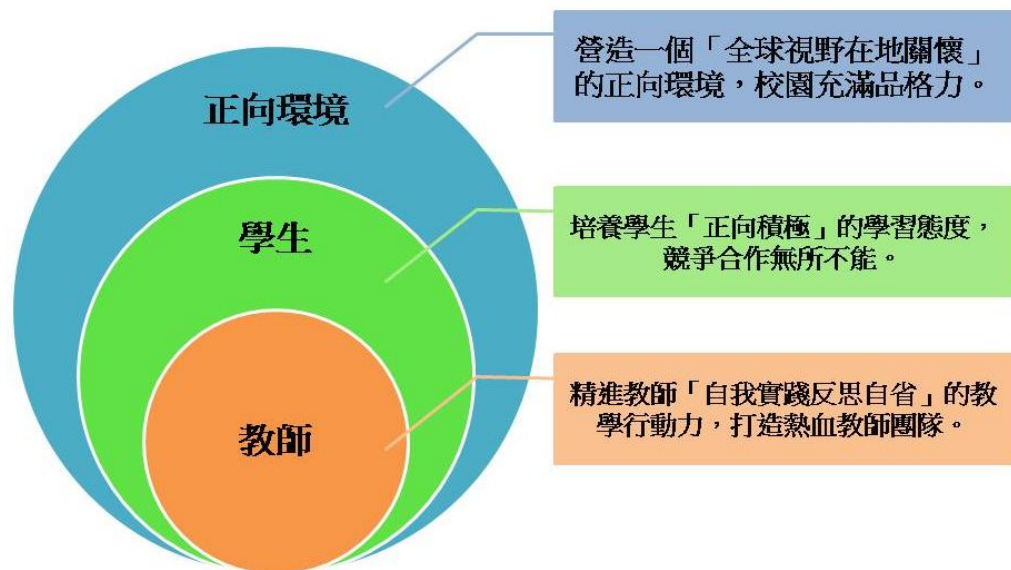 正向環境
營造一個「全球視野在地關懷」
的正向環境，校園充滿品格力。
學生
培養學生「正向積極」的學習態度，
競爭合作無所不能。
教師
精進教師「自我實踐反思自省」的教
學行動力，打造熱血教師團隊。